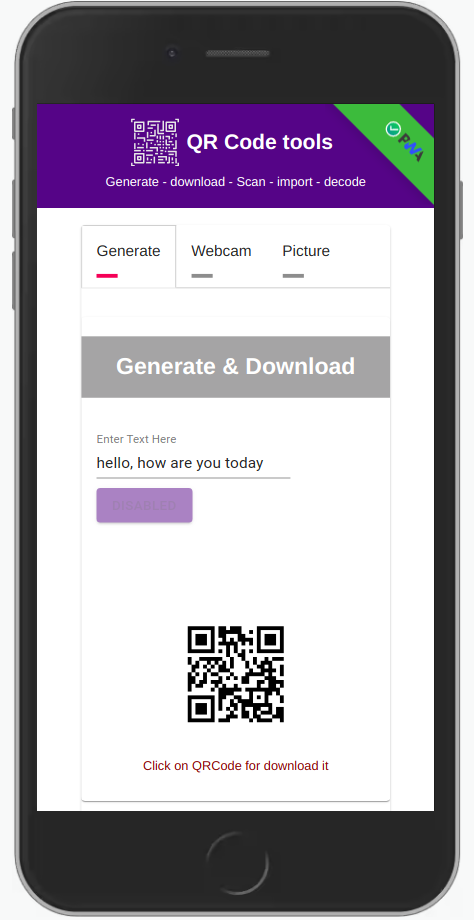 QR Code tools
PWA
Generate - download - Scan - import - decode
Generate Webcam Picture
Generate & Download
Enter Text Here
hello, how are you today
DISABLED
Click on QRCode for download it